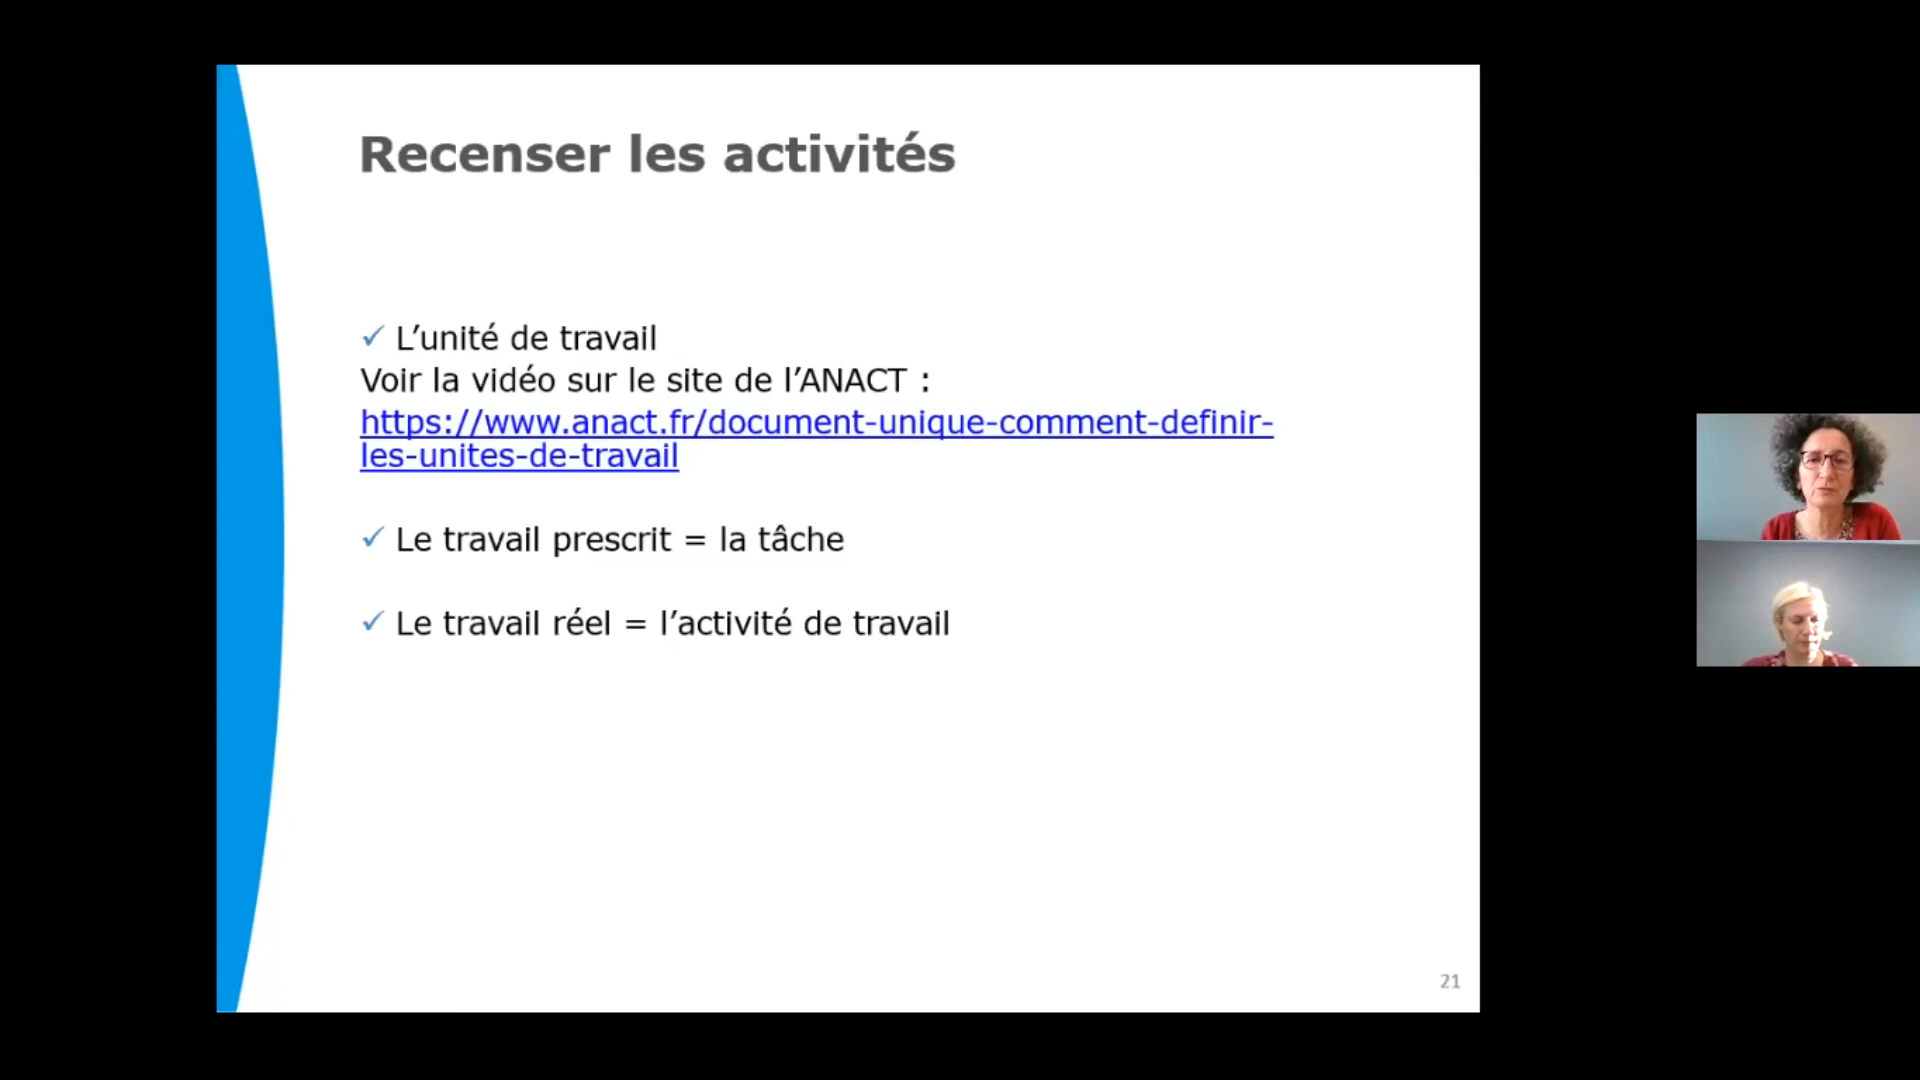 Recenser les activités
✓ L’unité de travail
Voir la vidéo sur le site de l’ANACT :
https://www.anact.fr/document-unique-comment-definir-
les-unites-de-travail
✓ Le travail prescrit = la tâche
✓ Le travail réel = l’activité de travail
21